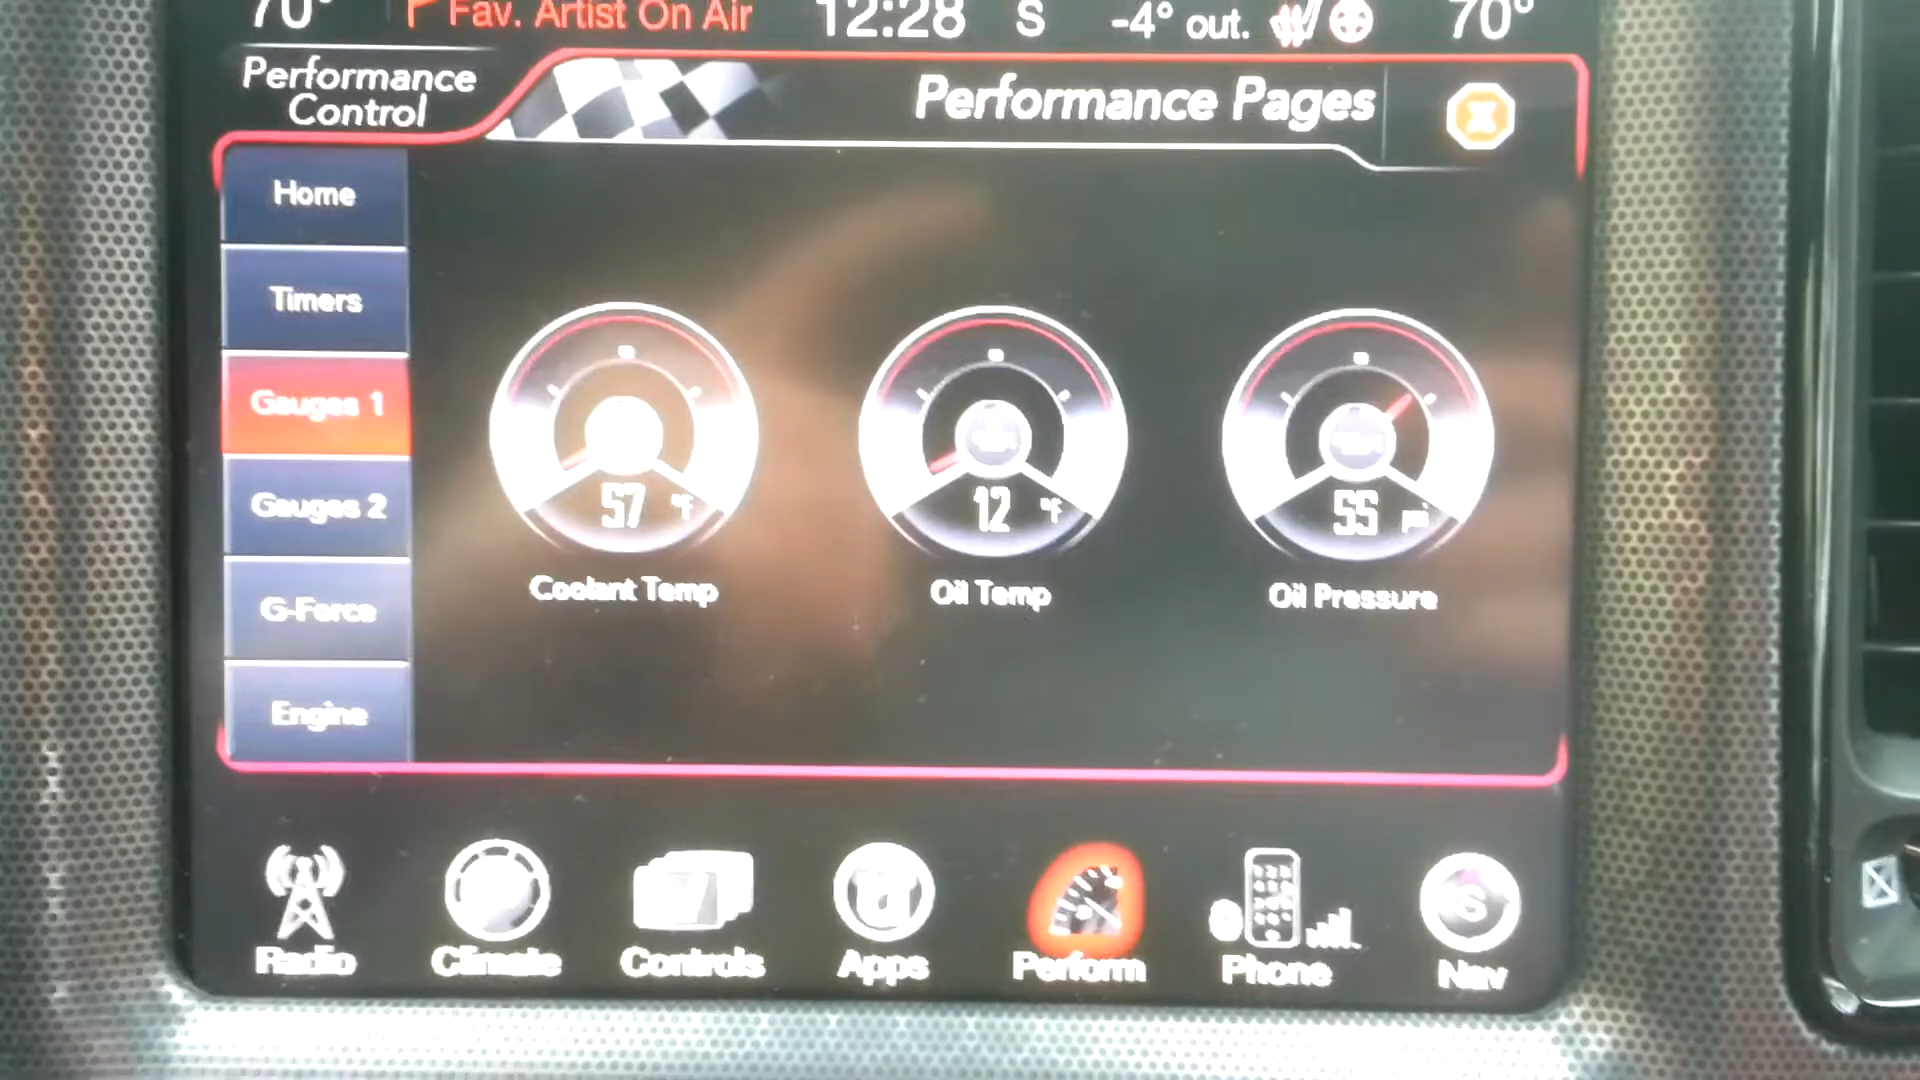 70° Fav. Artist On Air 12:28 S -4° out. 70°
Performance
Control
Performance Pages
Home
Timers
Gauges 1
Gauges 2
G-Force
Engine
57 °F
12 °F
55 psi
Coolant Temp
Oil Temp
Oil Pressure
Radio
Climate
Controls
Apps
Perform
Phone
Nav